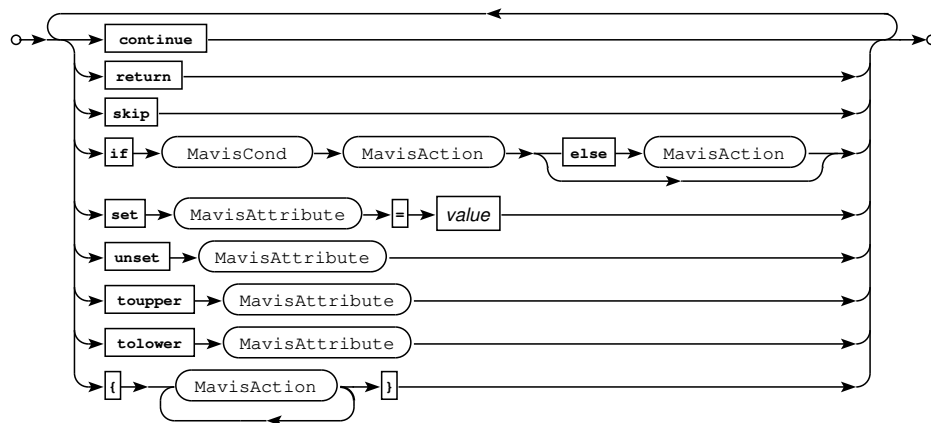 continue
return
skip
if MavisCond MavisAction else MavisAction
set MavisAttribute = value
unset MavisAttribute
toupper MavisAttribute
tolower MavisAttribute
{ MavisAction }